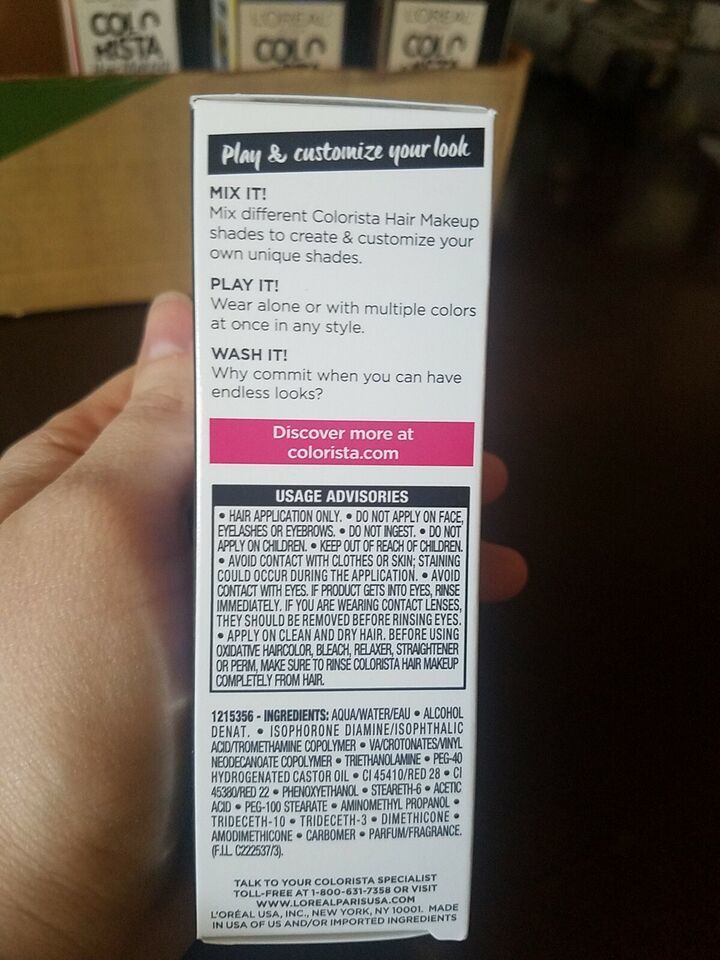 L'OREAL
COLO
RISTA
L'OREAL
COLO
L'OREAL
COLO
Play & customize your look
MIX IT!
Mix different Colorista Hair Makeup
shades to create & customize your
own unique shades.
PLAY IT!
Wear alone or with multiple colors
at once in any style.
WASH IT!
Why commit when you can have
endless looks?
Discover more at
colorista.com
USAGE ADVISORIES
• HAIR APPLICATION ONLY. • DO NOT APPLY ON FACE,
EYELASHES OR EYEBROWS. • DO NOT INGEST. • DO NOT
APPLY ON CHILDREN. • KEEP OUT OF REACH OF CHILDREN.
• AVOID CONTACT WITH CLOTHES OR SKIN; STAINING
COULD OCCUR DURING THE APPLICATION. • AVOID
CONTACT WITH EYES. IF PRODUCT GETS INTO EYES, RINSE
IMMEDIATELY. IF YOU ARE WEARING CONTACT LENSES,
THEY SHOULD BE REMOVED BEFORE RINSING EYES.
• APPLY ON CLEAN AND DRY HAIR. BEFORE USING
OXIDATIVE HAIRCOLOR, BLEACH, RELAXER, STRAIGHTENER
OR PERM, MAKE SURE TO RINSE COLORISTA HAIR MAKEUP
COMPLETELY FROM HAIR.
1215356 - INGREDIENTS: AQUA/WATER/EAU • ALCOHOL
DENAT. • ISOPHORONE DIAMINE/ISOPHTHALIC
ACID/TROMETHAMINE COPOLYMER • VA/CROTONATES/VINYL
NEODECANOATE COPOLYMER • TRIETHANOLAMINE • PEG-40
HYDROGENATED CASTOR OIL • CI 45410/RED 28 • CI
45380/RED 22 • PHENOXYETHANOL • STEARETH-6 • ACETIC
ACID • PEG-100 STEARATE • AMINOMETHYL PROPANOL •
TRIDECETH-10 • TRIDECETH-3 • DIMETHICONE •
AMODIMETHICONE • CARBOMER • PARFUM/FRAGRANCE.
(F.I.L. C222537/3).
TALK TO YOUR COLORISTA SPECIALIST
TOLL-FREE AT 1-800-631-7358 OR VISIT
WWW.LOREALPARISUSA.COM
L'ORÉAL USA, INC., NEW YORK, NY 10001. MADE
IN USA OF US AND/OR IMPORTED INGREDIENTS